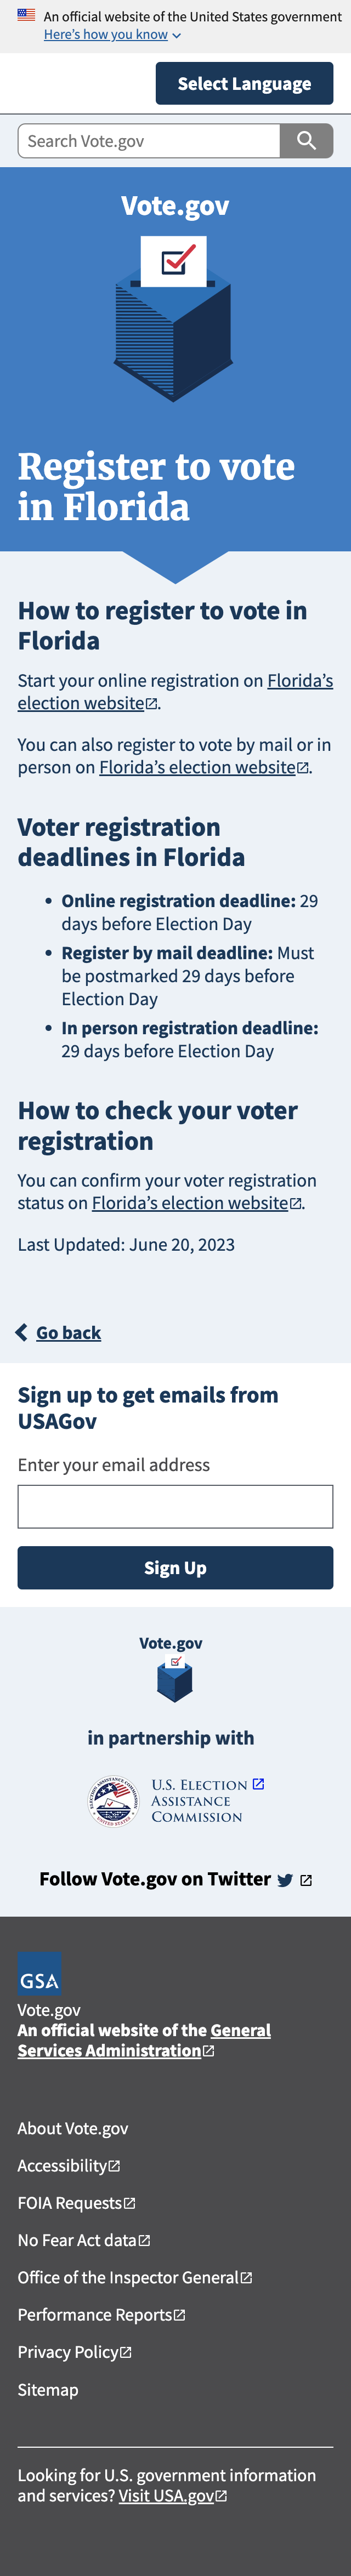 An official website of the United States government
Here's how you know
Select Language
Search Vote.gov
Vote.gov
Register to vote
in Florida
How to register to vote in
Florida
Start your online registration on Florida's
election website.
You can also register to vote by mail or in
person on Florida's election website.
Voter registration
deadlines in Florida
• Online registration deadline: 29
days before Election Day
• Register by mail deadline: Must
be postmarked 29 days before
Election Day
• In person registration deadline:
29 days before Election Day
How to check your voter
registration
You can confirm your voter registration
status on Florida's election website.
Last Updated: June 20, 2023
Go back
Sign up to get emails from
USAGov
Enter your email address
Sign Up
Vote.gov
in partnership with
U.S. Election
Assistance
Commission
Follow Vote.gov on Twitter
GSA
Vote.gov
An official website of the General
Services Administration
About Vote.gov
Accessibility
FOIA Requests
No Fear Act data
Office of the Inspector General
Performance Reports
Privacy Policy
Sitemap
Looking for U.S. government information
and services? Visit USA.gov